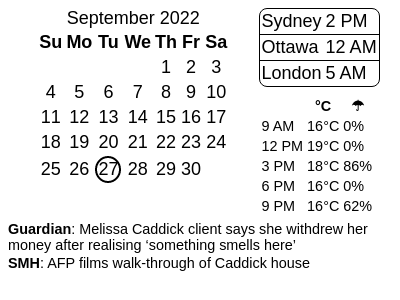 September 2022
Su Mo Tu We Th Fr Sa
1 2 3
4 5 6 7 8 9 10
11 12 13 14 15 16 17
18 19 20 21 22 23 24
25 26 27 28 29 30
Sydney 2 PM
Ottawa 12 AM
London 5 AM
°C ☂
9 AM 16°C 0%
12 PM 19°C 0%
3 PM 18°C 86%
6 PM 16°C 0%
9 PM 16°C 62%
Guardian: Melissa Caddick client says she withdrew her
money after realising ‘something smells here’
SMH: AFP films walk-through of Caddick house